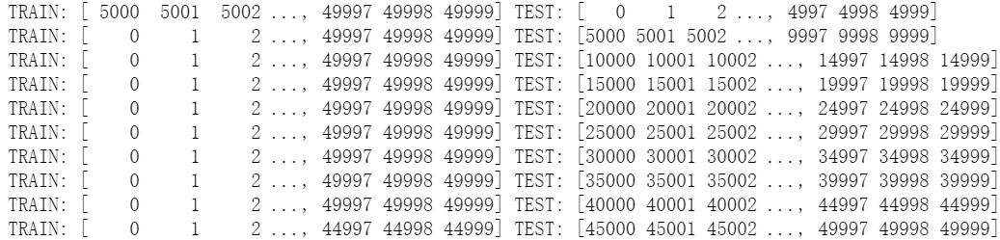 TRAIN: [ 5000  5001  5002 ..., 49997 49998 49999] TEST: [   0    1    2 ..., 4997 4998 4999]
TRAIN: [    0     1     2 ..., 49997 49998 49999] TEST: [5000 5001 5002 ..., 9997 9998 9999]
TRAIN: [    0     1     2 ..., 49997 49998 49999] TEST: [10000 10001 10002 ..., 14997 14998 14999]
TRAIN: [    0     1     2 ..., 49997 49998 49999] TEST: [15000 15001 15002 ..., 19997 19998 19999]
TRAIN: [    0     1     2 ..., 49997 49998 49999] TEST: [20000 20001 20002 ..., 24997 24998 24999]
TRAIN: [    0     1     2 ..., 49997 49998 49999] TEST: [25000 25001 25002 ..., 29997 29998 29999]
TRAIN: [    0     1     2 ..., 49997 49998 49999] TEST: [30000 30001 30002 ..., 34997 34998 34999]
TRAIN: [    0     1     2 ..., 49997 49998 49999] TEST: [35000 35001 35002 ..., 39997 39998 39999]
TRAIN: [    0     1     2 ..., 49997 49998 49999] TEST: [40000 40001 40002 ..., 44997 44998 44999]
TRAIN: [    0     1     2 ..., 44997 44998 44999] TEST: [45000 45001 45002 ..., 49997 49998 49999]